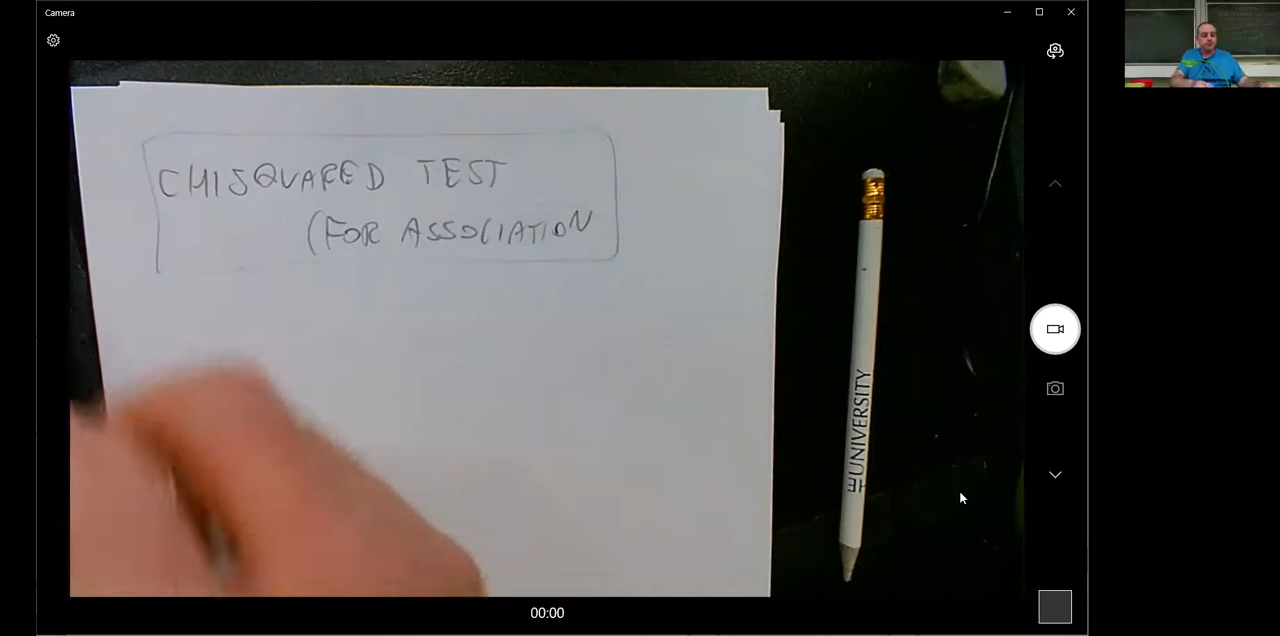 Camera
CHISQUARED TEST
(FOR ASSOCIATION
UNIVERSITY
00:00